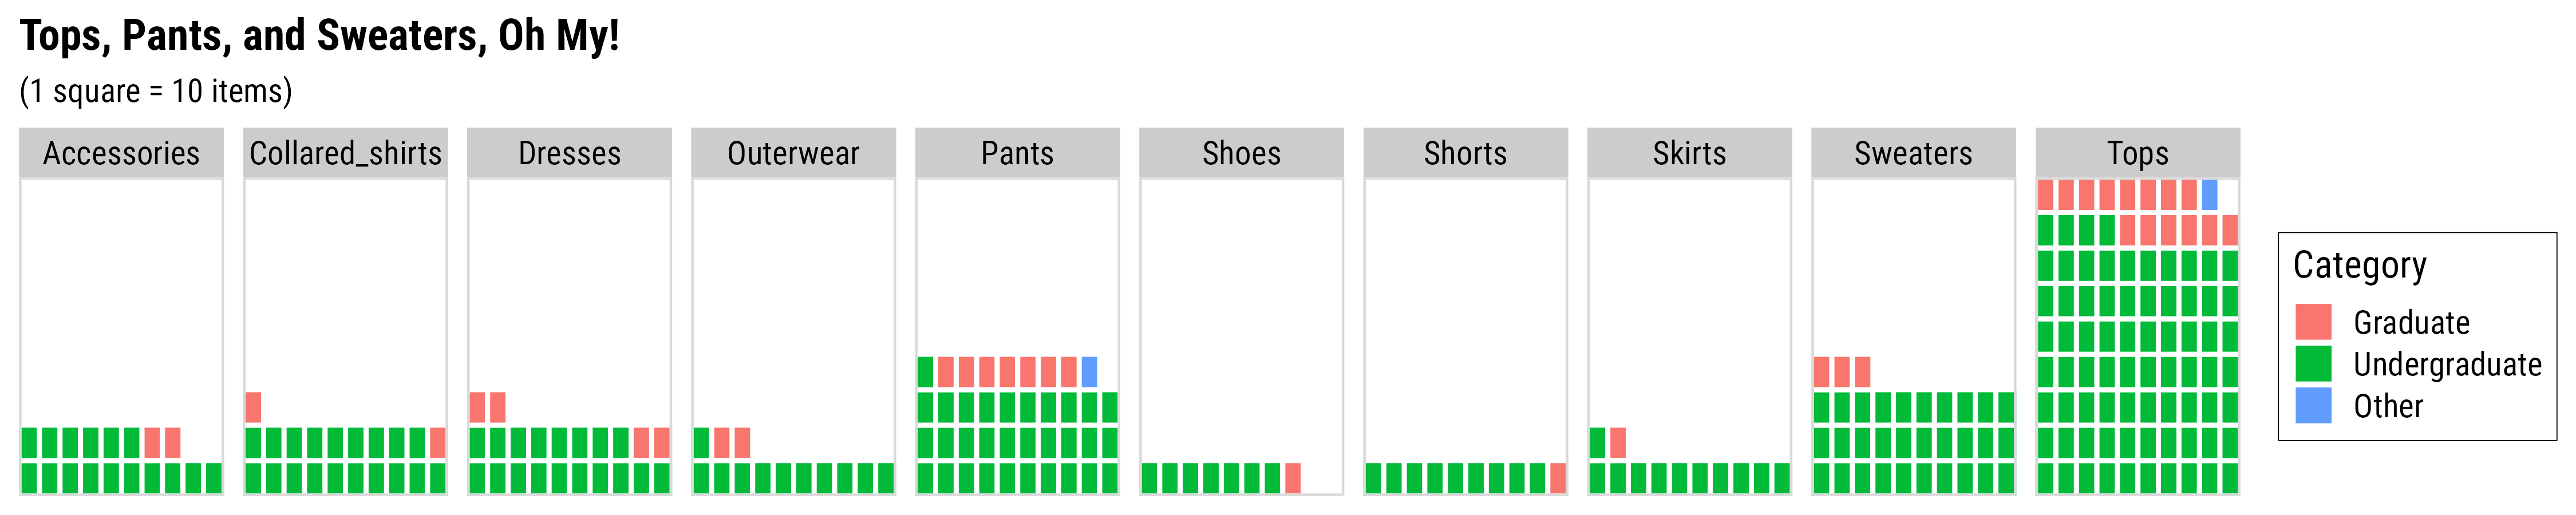 Tops, Pants, and Sweaters, Oh My!
(1 square = 10 items)
Accessories
Collared_shirts
Dresses
Outerwear
Pants
Shoes
Shorts
Skirts
Sweaters
Tops
Category
Graduate
Undergraduate
Other